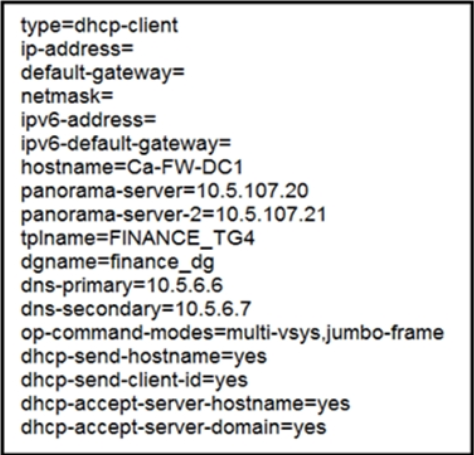 type=dhcp-client
ip-address=
default-gateway=
netmask=
ipv6-address=
ipv6-default-gateway=
hostname=Ca-FW-DC1
panorama-server=10.5.107.20
panorama-server-2=10.5.107.21
tplname=FINANCE_TG4
dgname=finance_dg
dns-primary=10.5.6.6
dns-secondary=10.5.6.7
op-command-modes=multi-vsys,jumbo-frame
dhcp-send-hostname=yes
dhcp-send-client-id=yes
dhcp-accept-server-hostname=yes
dhcp-accept-server-domain=yes